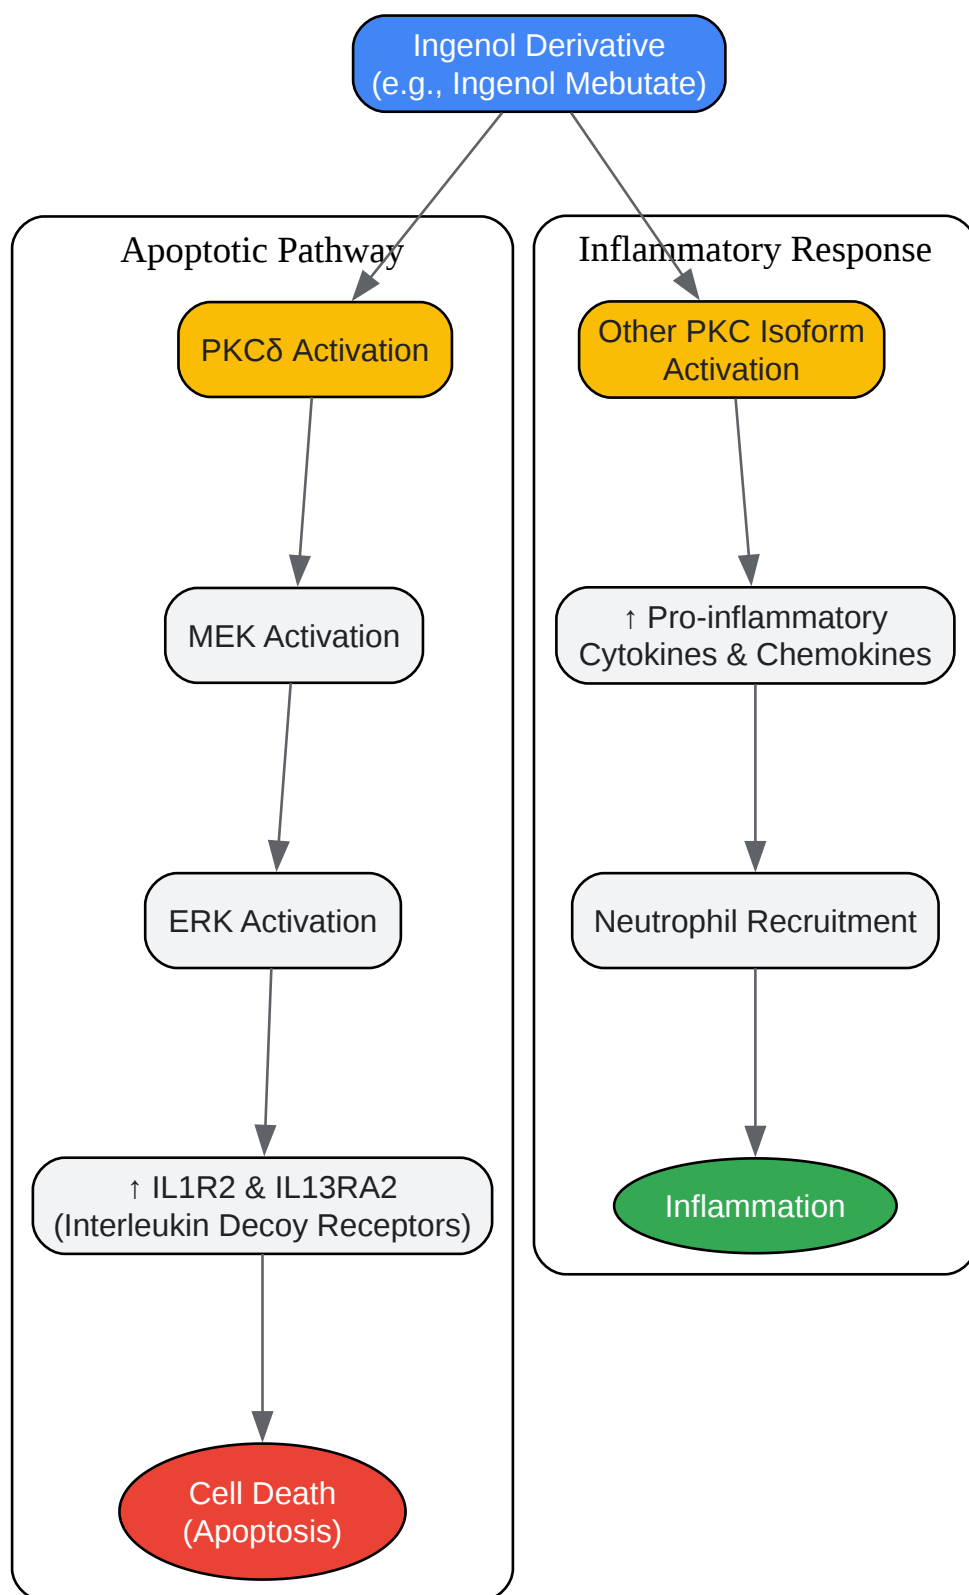 Ingenol Derivative
(e.g., Ingenol Mebutate)
Apoptotic Pathway
PKCδ Activation
MEK Activation
ERK Activation
↑ IL1R2 & IL13RA2
(Interleukin Decoy Receptors)
Cell Death
(Apoptosis)
Inflammatory Response
Other PKC Isoform
Activation
↑ Pro-inflammatory
Cytokines & Chemokines
Neutrophil Recruitment
Inflammation